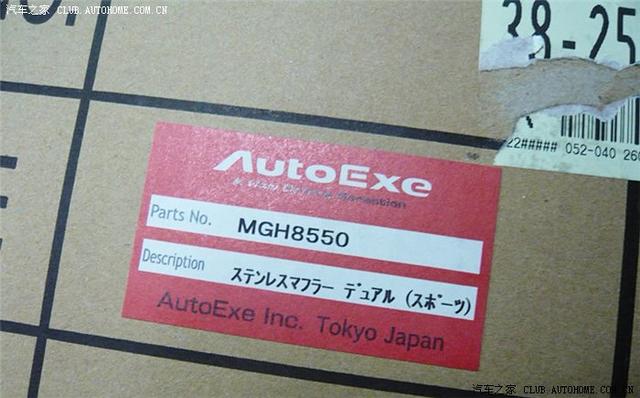 汽车之家 CLUB.AUTOHOME.COM.CN
38-25
22##### 052-040 260
AutoExe
Parts No. MGH8550
Description ステンレスマフラー デュアル (スポーツ)
AutoExe Inc. Tokyo Japan
汽车之家 CLUB.AUTOHOME.COM.CN